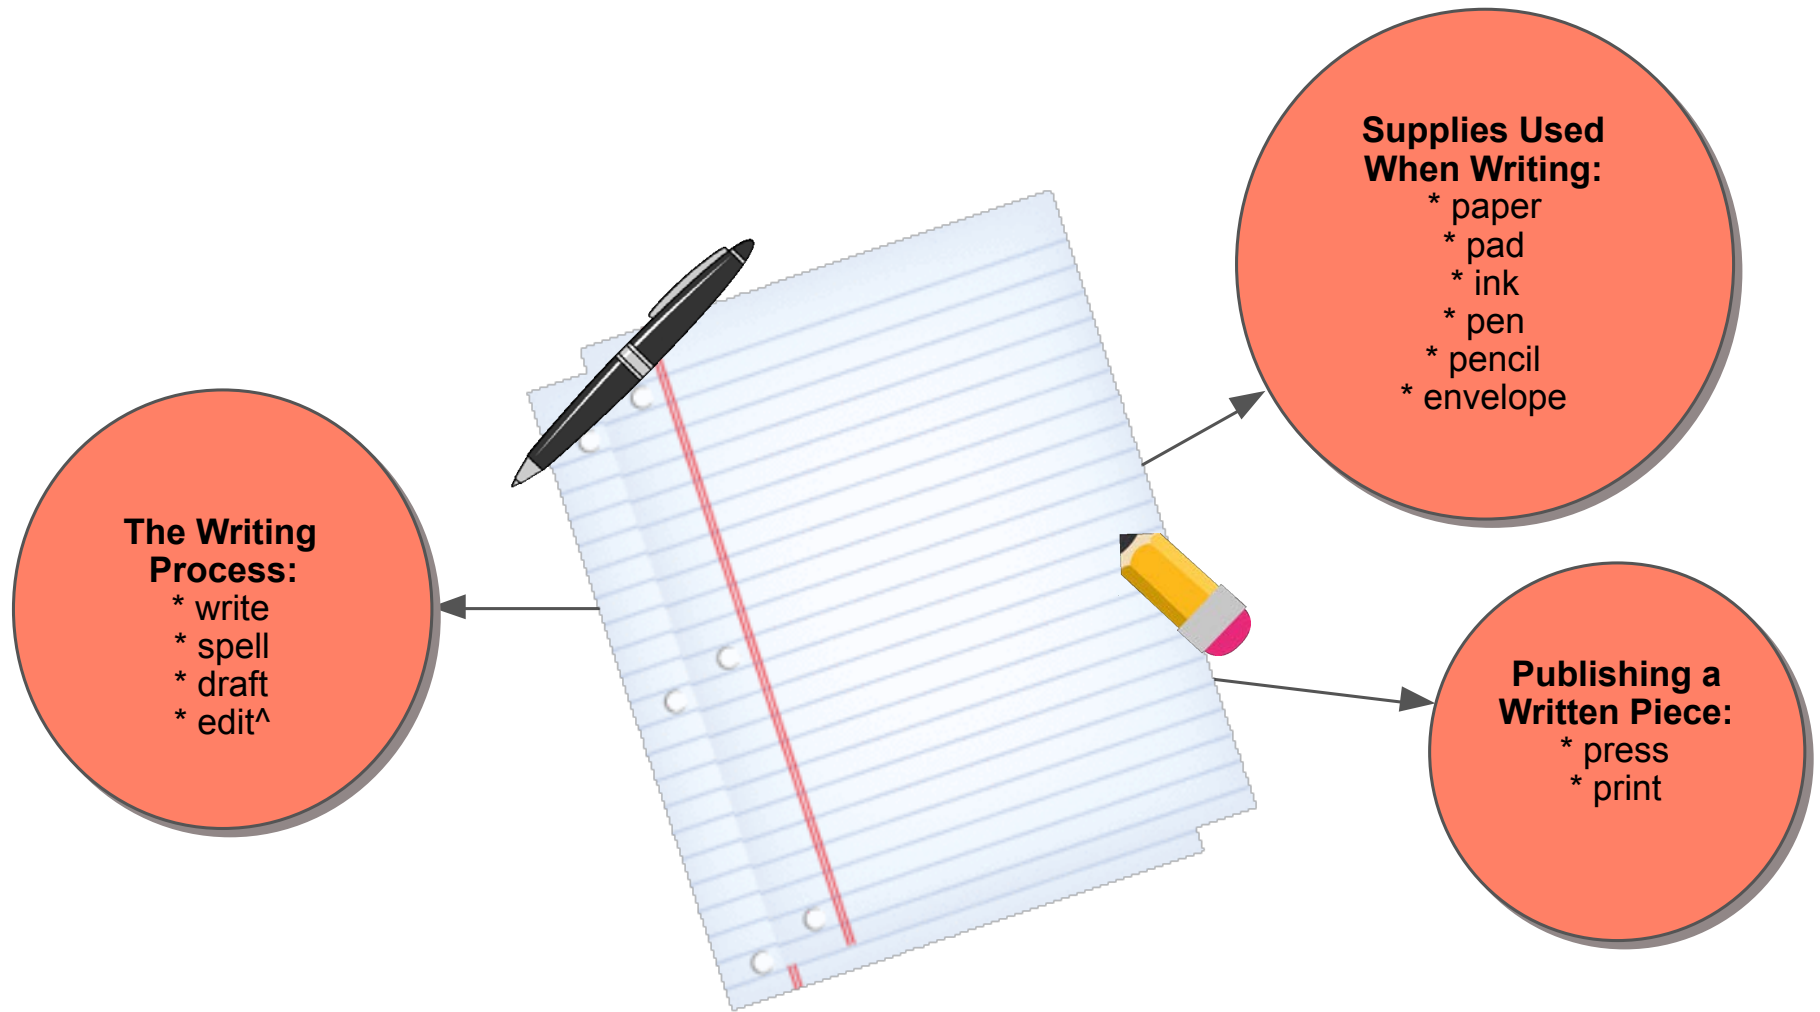 Supplies Used
When Writing:
* paper
* pad
* ink
* pen
* pencil
* envelope
The Writing
Process:
* write
* spell
* draft
* edit^
Publishing a
Written Piece:
* press
* print